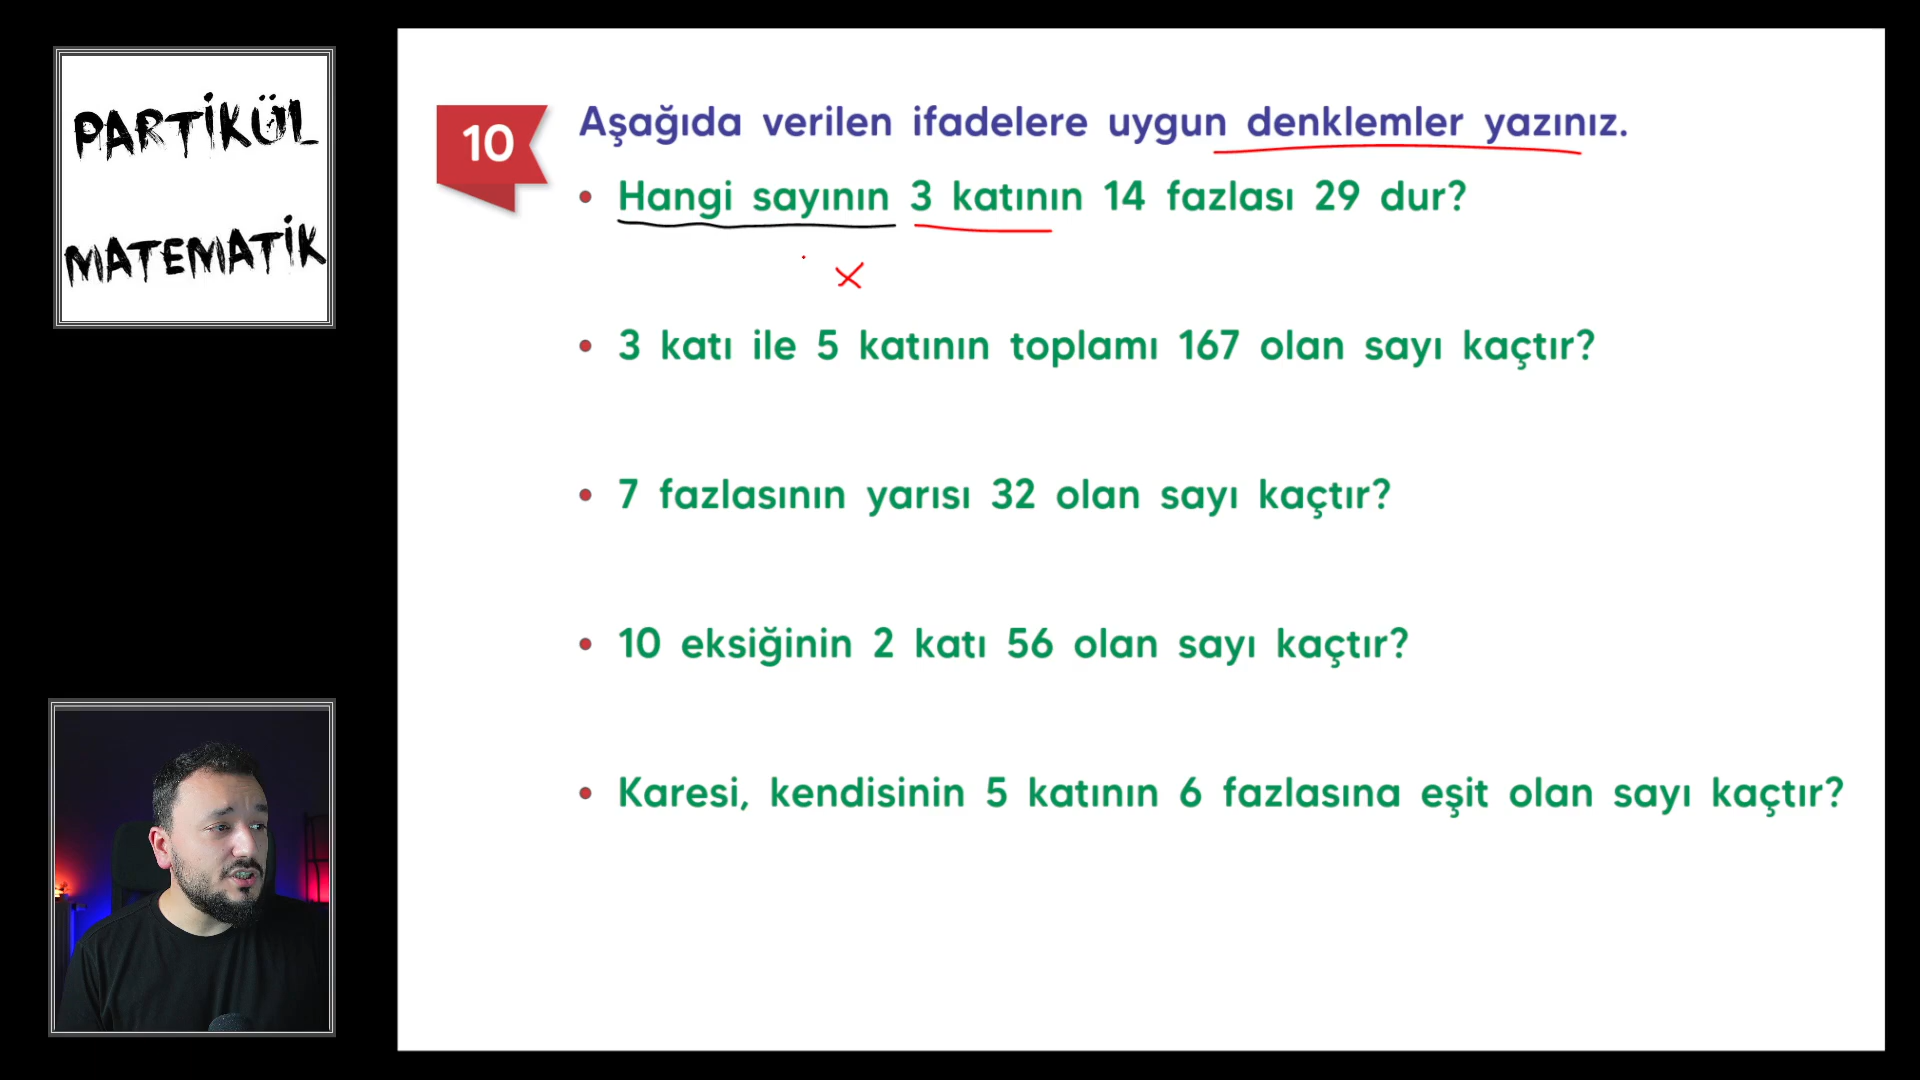 PARTİKÜL
MATEMATİK
10
Aşağıda verilen ifadelere uygun denklemler yazınız.
• Hangi sayının 3 katının 14 fazlası 29 dur?
x
• 3 katı ile 5 katının toplamı 167 olan sayı kaçtır?
• 7 fazlasının yarısı 32 olan sayı kaçtır?
• 10 eksiğinin 2 katı 56 olan sayı kaçtır?
• Karesi, kendisinin 5 katının 6 fazlasına eşit olan sayı kaçtır?